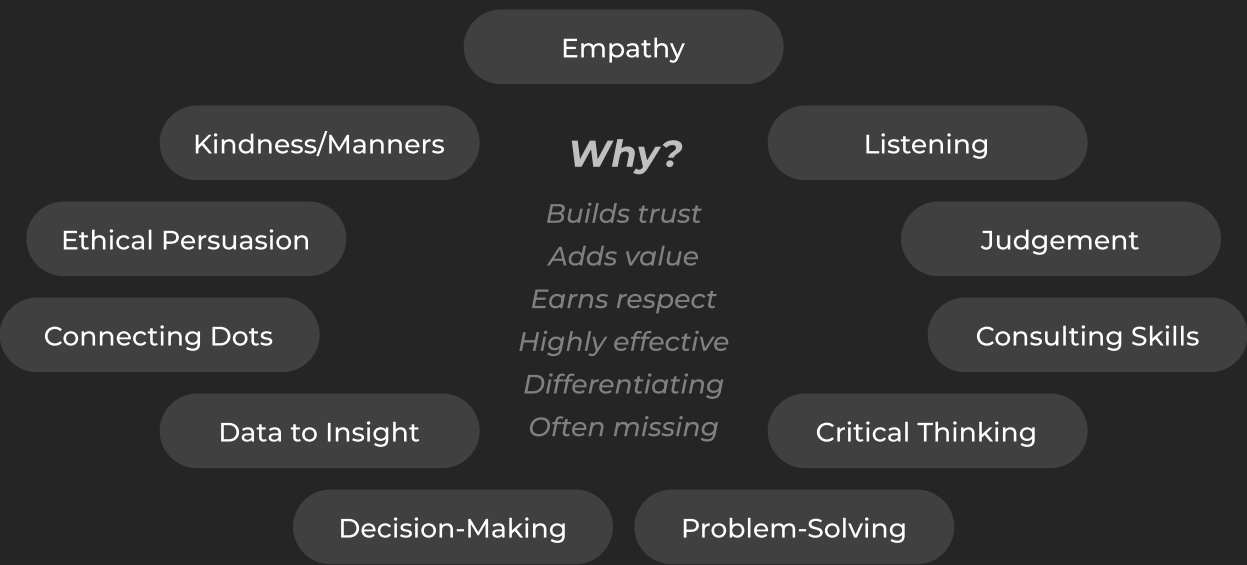 Empathy
Kindness/Manners
Why?
Listening
Builds trust
Ethical Persuasion
Judgement
Adds value
Earns respect
Connecting Dots
Consulting Skills
Highly effective
Differentiating
Data to Insight
Often missing
Critical Thinking
Decision-Making
Problem-Solving